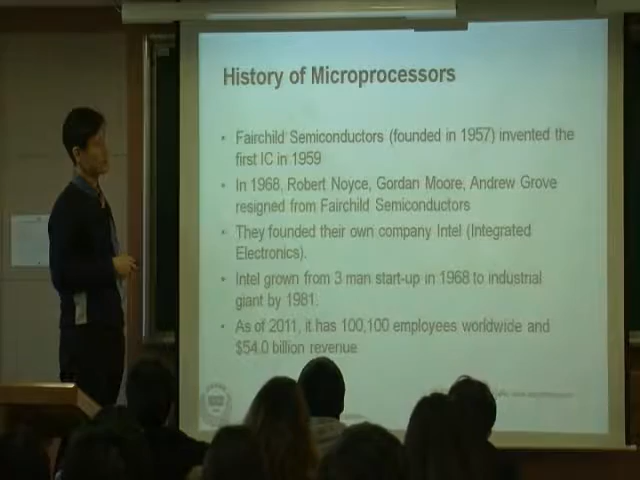 History of Microprocessors
• Fairchild Semiconductors (founded in 1957) invented the
first IC in 1959
• In 1968, Robert Noyce, Gordan Moore, Andrew Grove
resigned from Fairchild Semiconductors
• They founded their own company Intel (Integrated
Electronics).
• Intel grown from 3 man start-up in 1968 to industrial
giant by 1981.
• As of 2011, it has 100,100 employees worldwide and
$54.0 billion revenue